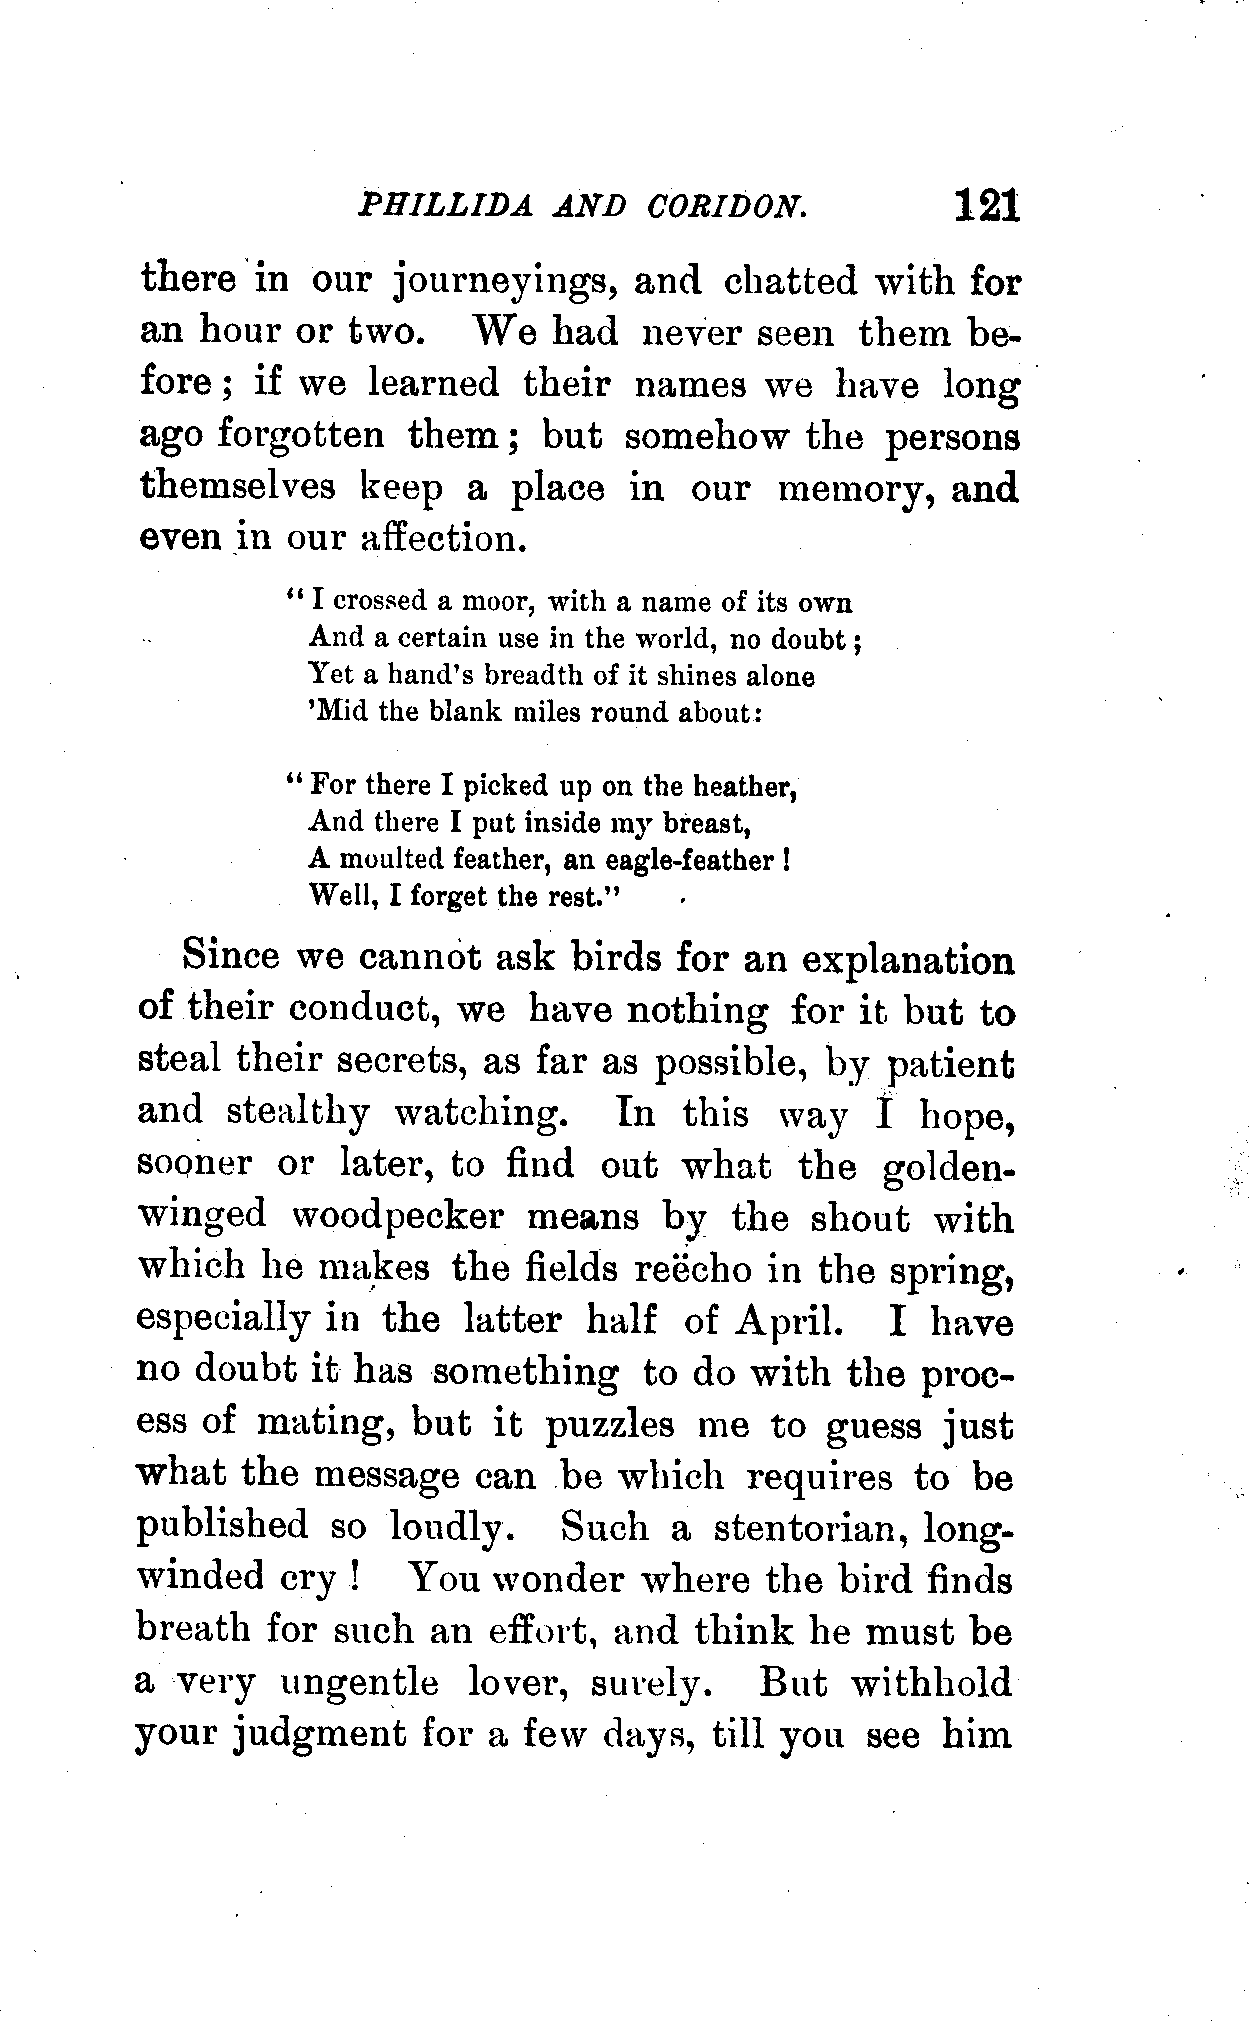 PHILLIDA AND CORIDON. 121
there in our journeyings, and chatted with for
an hour or two. We had never seen them be-
fore; if we learned their names we have long
ago forgotten them; but somehow the persons
themselves keep a place in our memory, and
even in our affection.
"I crossed a moor, with a name of its own
And a certain use in the world, no doubt;
Yet a hand's breadth of it shines alone
'Mid the blank miles round about:
"For there I picked up on the heather,
And there I put inside my breast,
A moulted feather, an eagle-feather!
Well, I forget the rest."
Since we cannot ask birds for an explanation
of their conduct, we have nothing for it but to
steal their secrets, as far as possible, by patient
and stealthy watching. In this way I hope,
sooner or later, to find out what the golden-
winged woodpecker means by the shout with
which he makes the fields reëcho in the spring,
especially in the latter half of April. I have
no doubt it has something to do with the proc-
ess of mating, but it puzzles me to guess just
what the message can be which requires to be
published so loudly. Such a stentorian, long-
winded cry! You wonder where the bird finds
breath for such an effort, and think he must be
a very ungentle lover, surely. But withhold
your judgment for a few days, till you see him